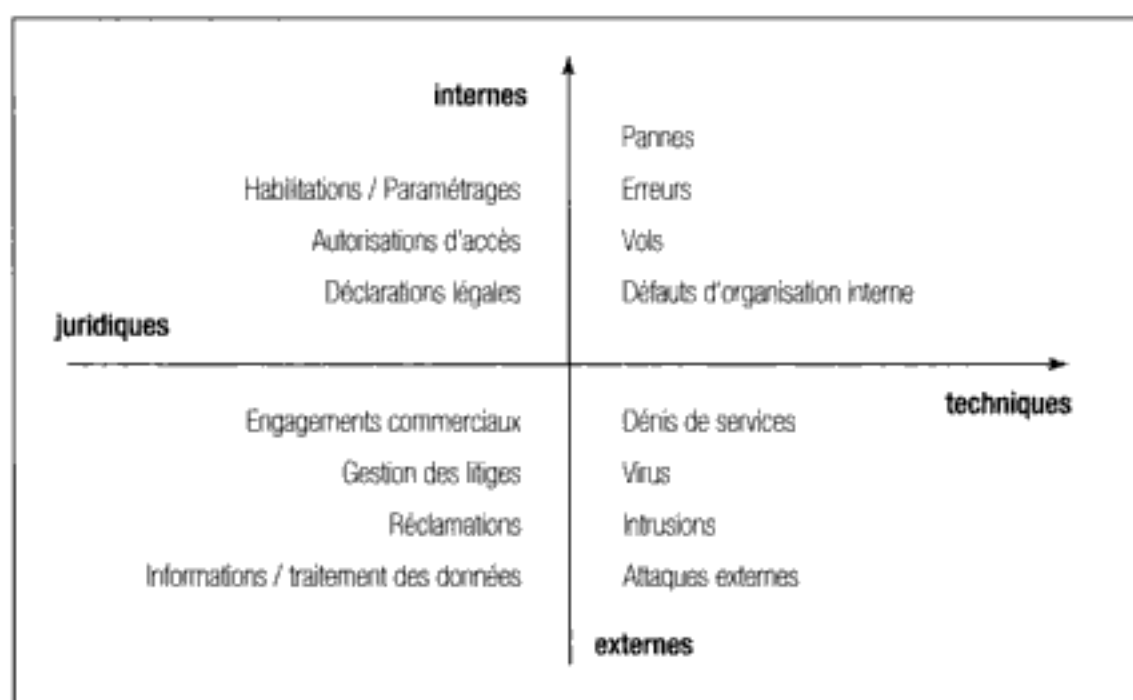 internes
Pannes
Habilitations / Paramétrages
Erreurs
Autorisations d'accès
Vols
Déclarations légales
Défauts d'organisation interne
juridiques
techniques
Engagements commerciaux
Dénis de services
Gestion des litiges
Virus
Réclamations
Intrusions
Informations / traitement des données
Attaques externes
externes